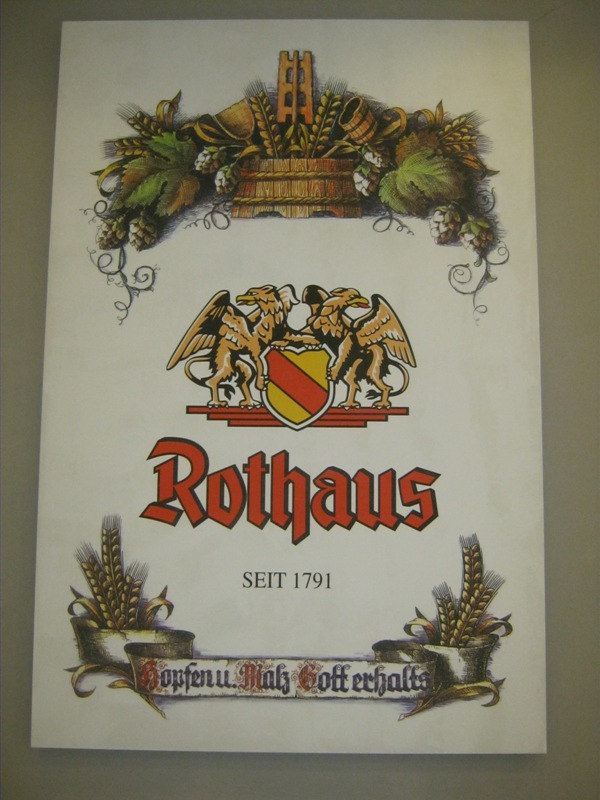 Rothaus
SEIT 1791
Hopfen u. Malz Gott erhalts